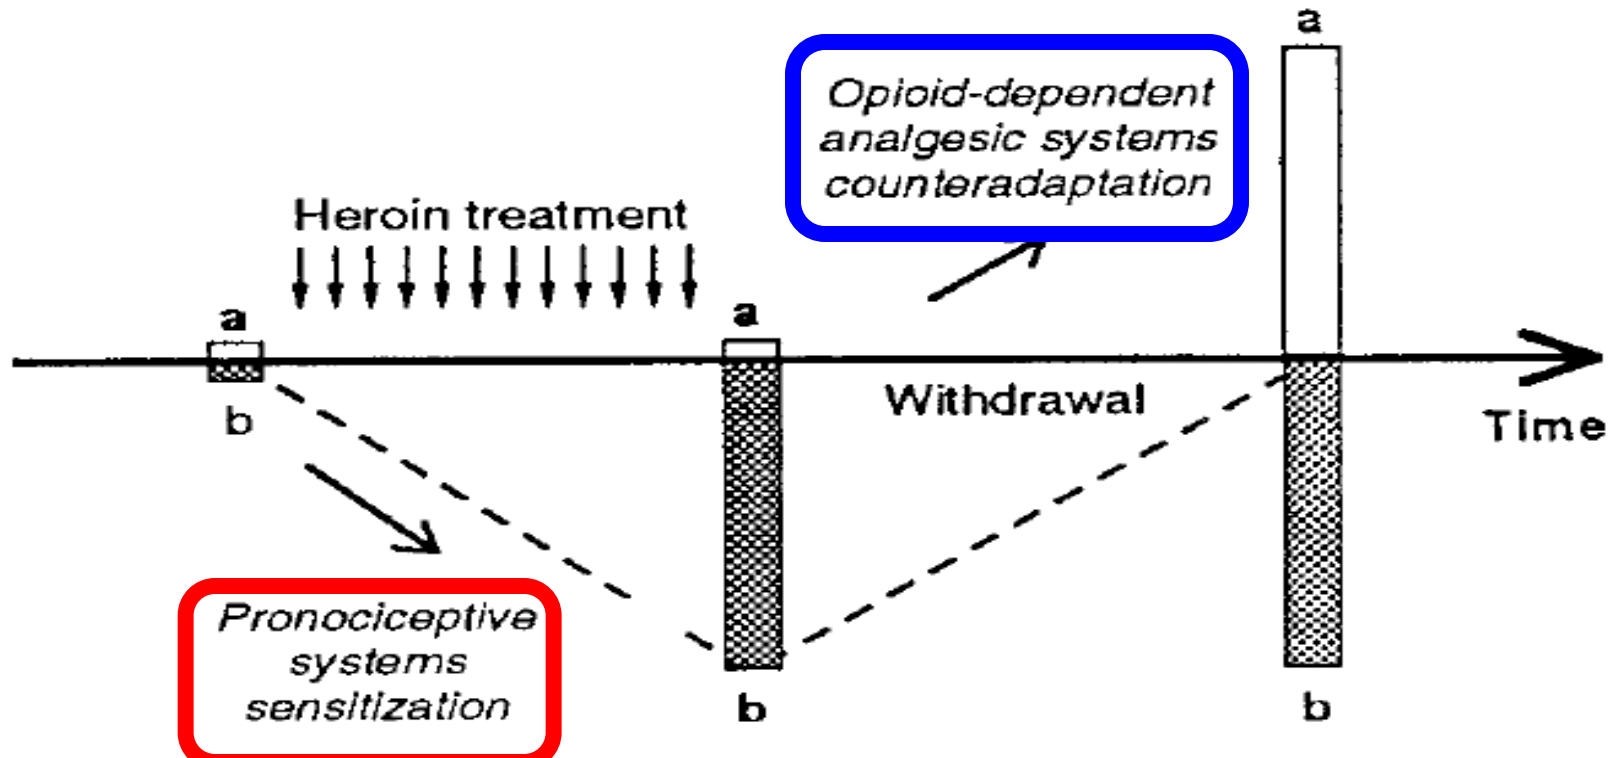 a
Opioid-dependent
analgesic systems
counteradaptation
Heroin treatment
a
a
b
Withdrawal
Time
Pronociceptive
systems
sensitization
b
b